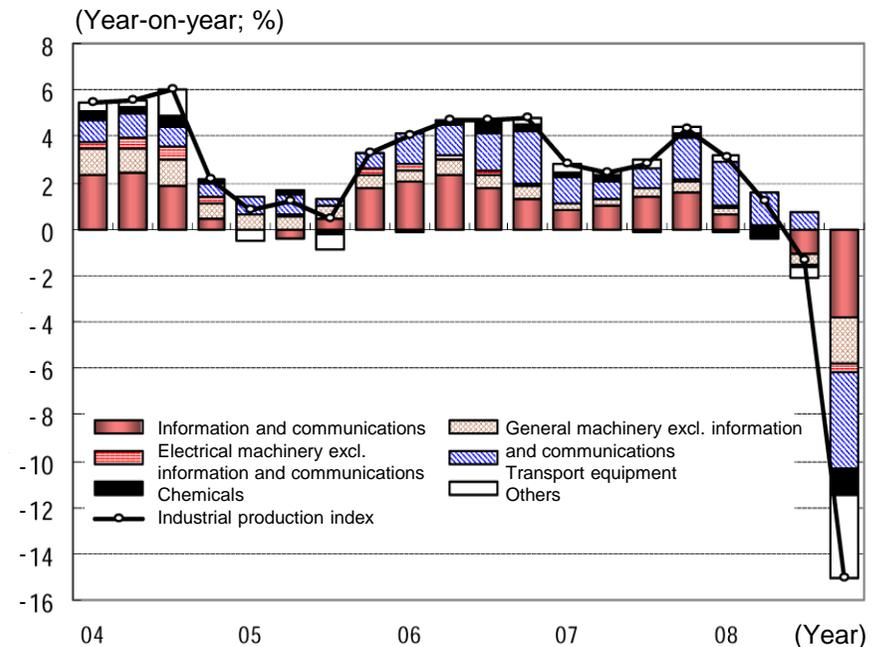 (Year-on-year; %)
8
6
4
2
0
-2
-4
-6
-8
-10
-12
-14
-16
Information and communications
General machinery excl. information
and communications
Electrical machinery excl.
information and communications
Transport equipment
Chemicals
Others
Industrial production index
04 05 06 07 08 (Year)